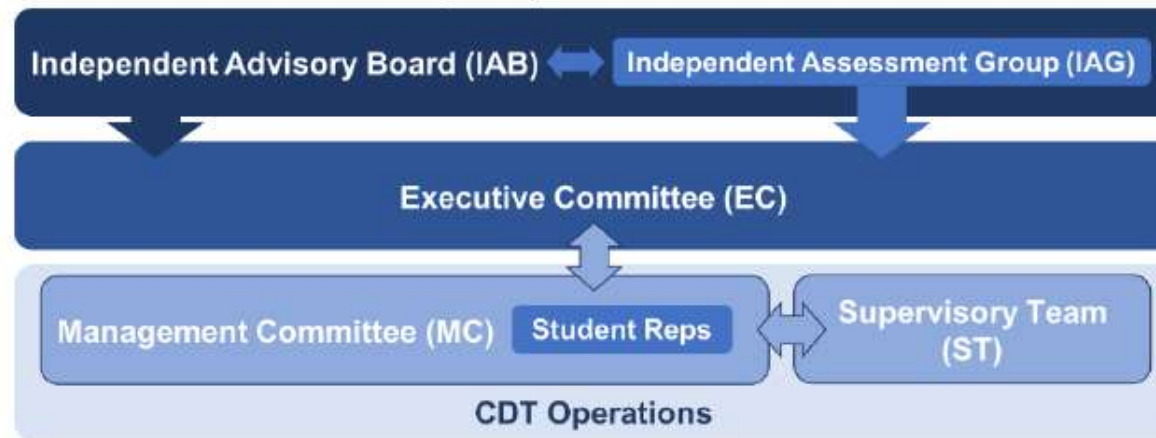 Independent Advisory Board (IAB)
Independent Assessment Group (IAG)
Executive Committee (EC)
Management Committee (MC)
Student Reps
Supervisory Team
(ST)
CDT Operations